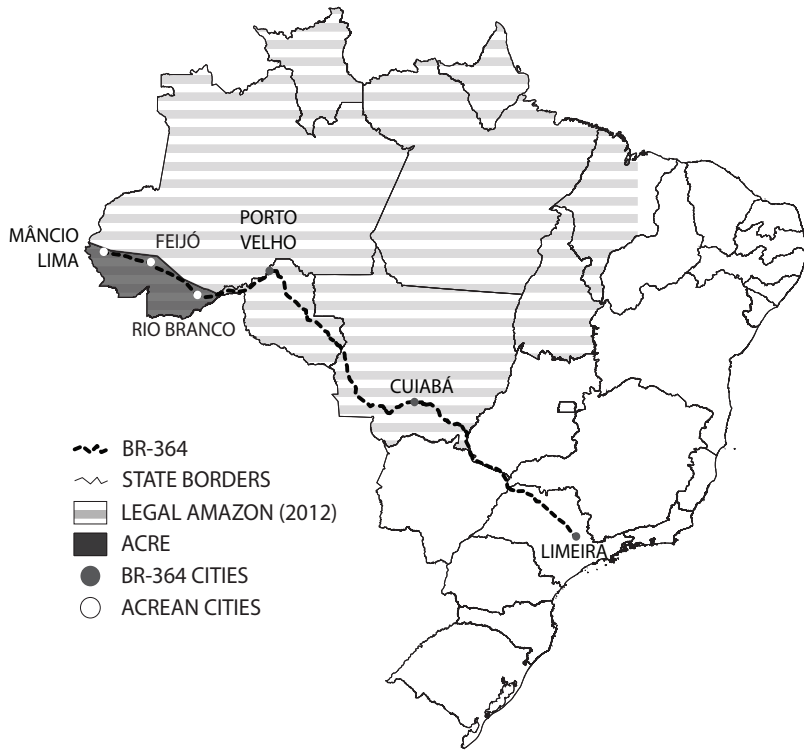 PORTO
VELHO
MÂNCIO
LIMA
FEIJÓ
RIO BRANCO
CUIABÁ
LIMEIRA
BR-364
STATE BORDERS
LEGAL AMAZON (2012)
ACRE
BR-364 CITIES
ACREAN CITIES